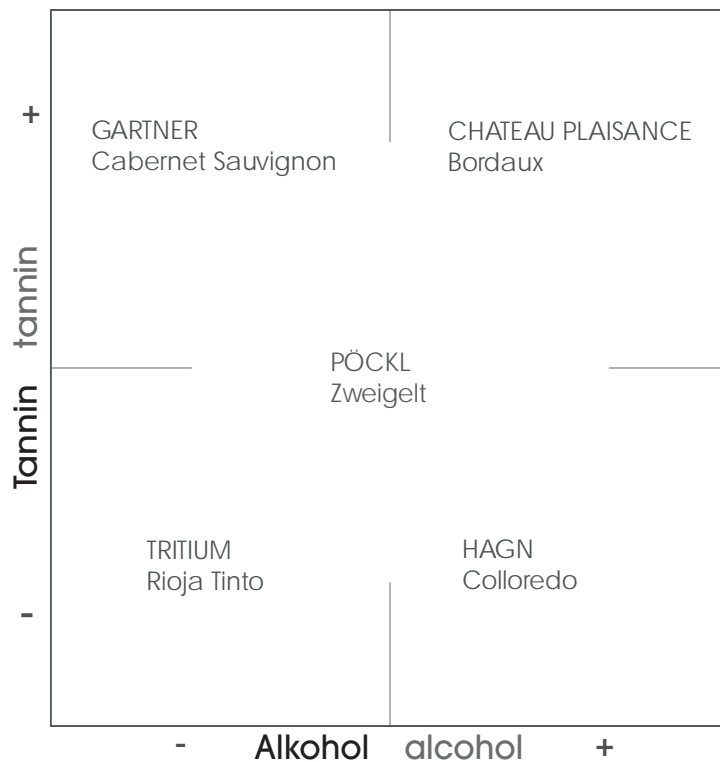 +
GARTNER
Cabernet Sauvignon
CHATEAU PLAISANCE
Bordaux
Tannin tannin
PÖCKL
Zweigelt
TRITIUM
Rioja Tinto
HAGN
Colloredo
-
- Alkohol alcohol +